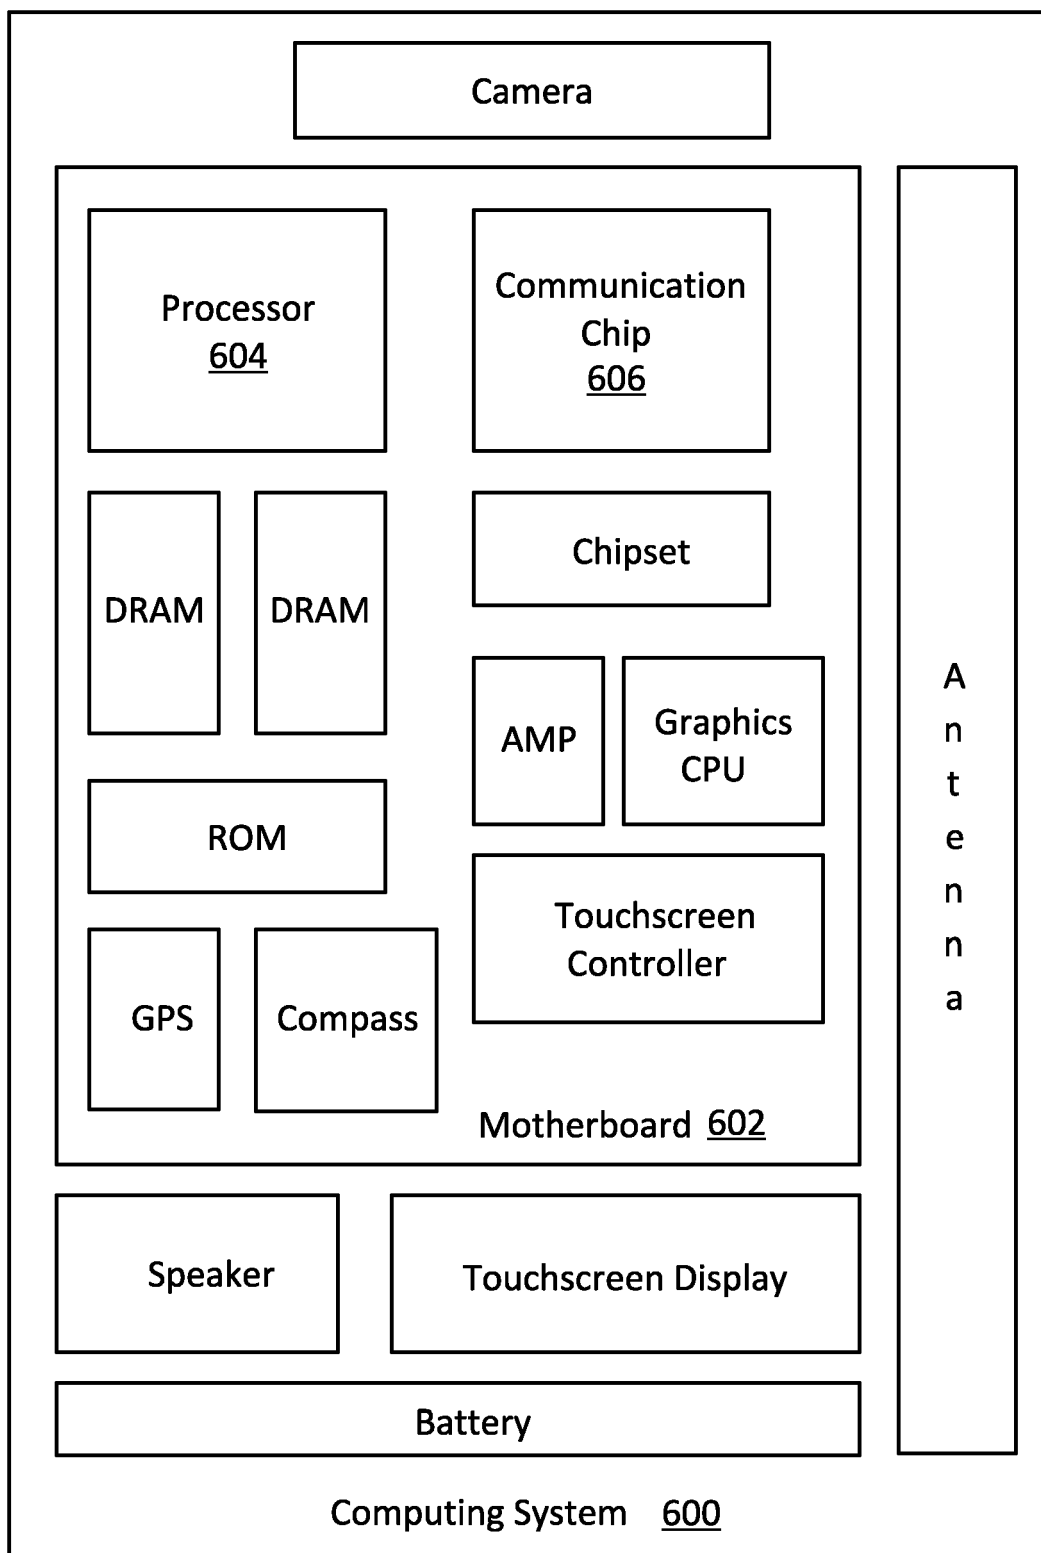 Camera
Processor
604
Communication
Chip
606
DRAM
DRAM
Chipset
AMP
Graphics
CPU
ROM
Touchscreen
Controller
GPS
Compass
Motherboard 602
Antenna
Speaker
Touchscreen Display
Battery
Computing System 600